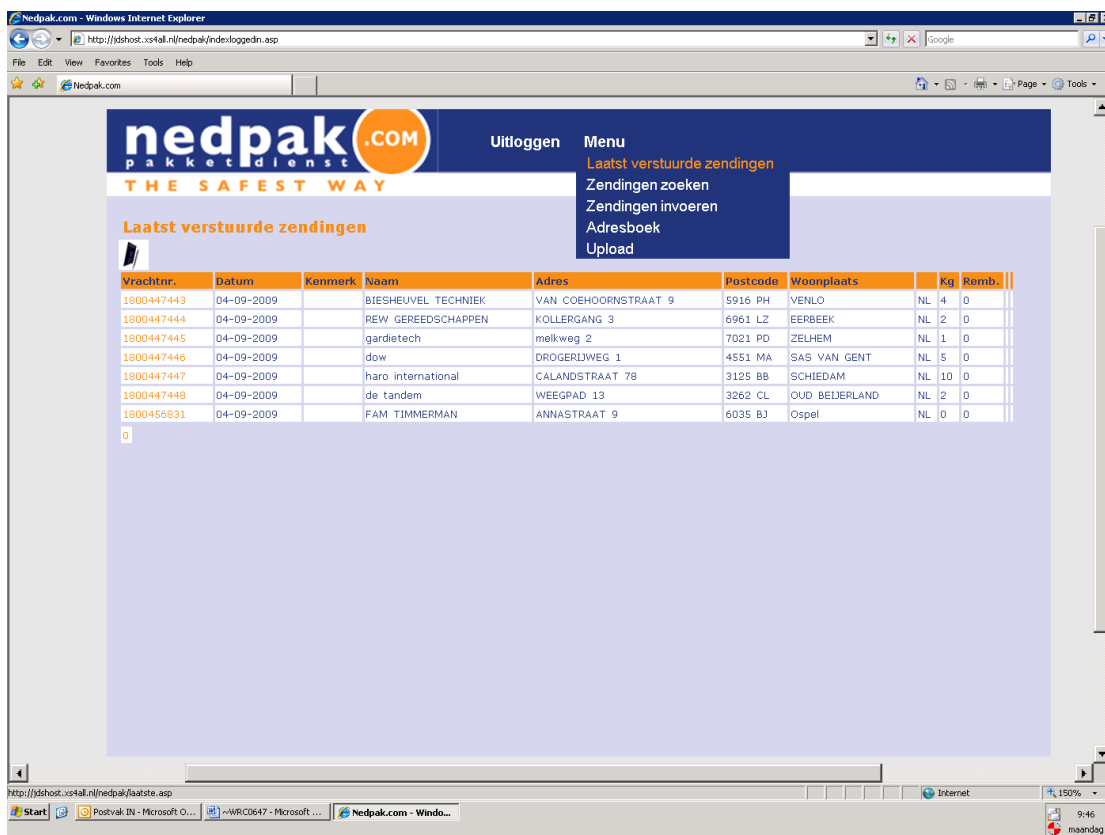 Nedpak.com - Windows Internet Explorer
http://jdshost.xs4all.nl/nedpak/indexloggedin.asp
Google
File Edit View Favorites Tools Help
Nedpak.com
Page Tools
nedpak.com
pakketdienst
THE SAFEST WAY
Uitloggen Menu
Laatst verstuurde zendingen
Zendingen zoeken
Zendingen invoeren
Adresboek
Upload
Laatst verstuurde zendingen
Vrachtnr. Datum Kenmerk Naam Adres Postcode Woonplaats Kg Remb.
1800447443 04-09-2009 BIESHEUVEL TECHNIEK VAN COEHOORNSTRAAT 9 5916 PH VENLO NL 4 0
1800447444 04-09-2009 REW GEREEDSCHAPPEN KOLLERGANG 3 6961 LZ EERBEEK NL 2 0
1800447445 04-09-2009 gardietech melkweg 2 7021 PD ZELHEM NL 1 0
1800447446 04-09-2009 dow DROGERIJWEG 1 4551 MA SAS VAN GENT NL 5 0
1800447447 04-09-2009 haro international CALANDSTRAAT 78 3125 BB SCHIEDAM NL 10 0
1800447448 04-09-2009 de tandem WEEGPAD 13 3262 CL OUD BEIJERLAND NL 2 0
1800456831 04-09-2009 FAM TIMMERMAN ANNASTRAAT 9 6035 BJ Ospel NL 0 0
0
http://jdshost.xs4all.nl/nedpak/laatste.asp
Internet
150%
Start Postvak IN - Microsoft O... ~WRC0647 - Microsoft ... Nedpak.com - Windo...
9:46
maandag